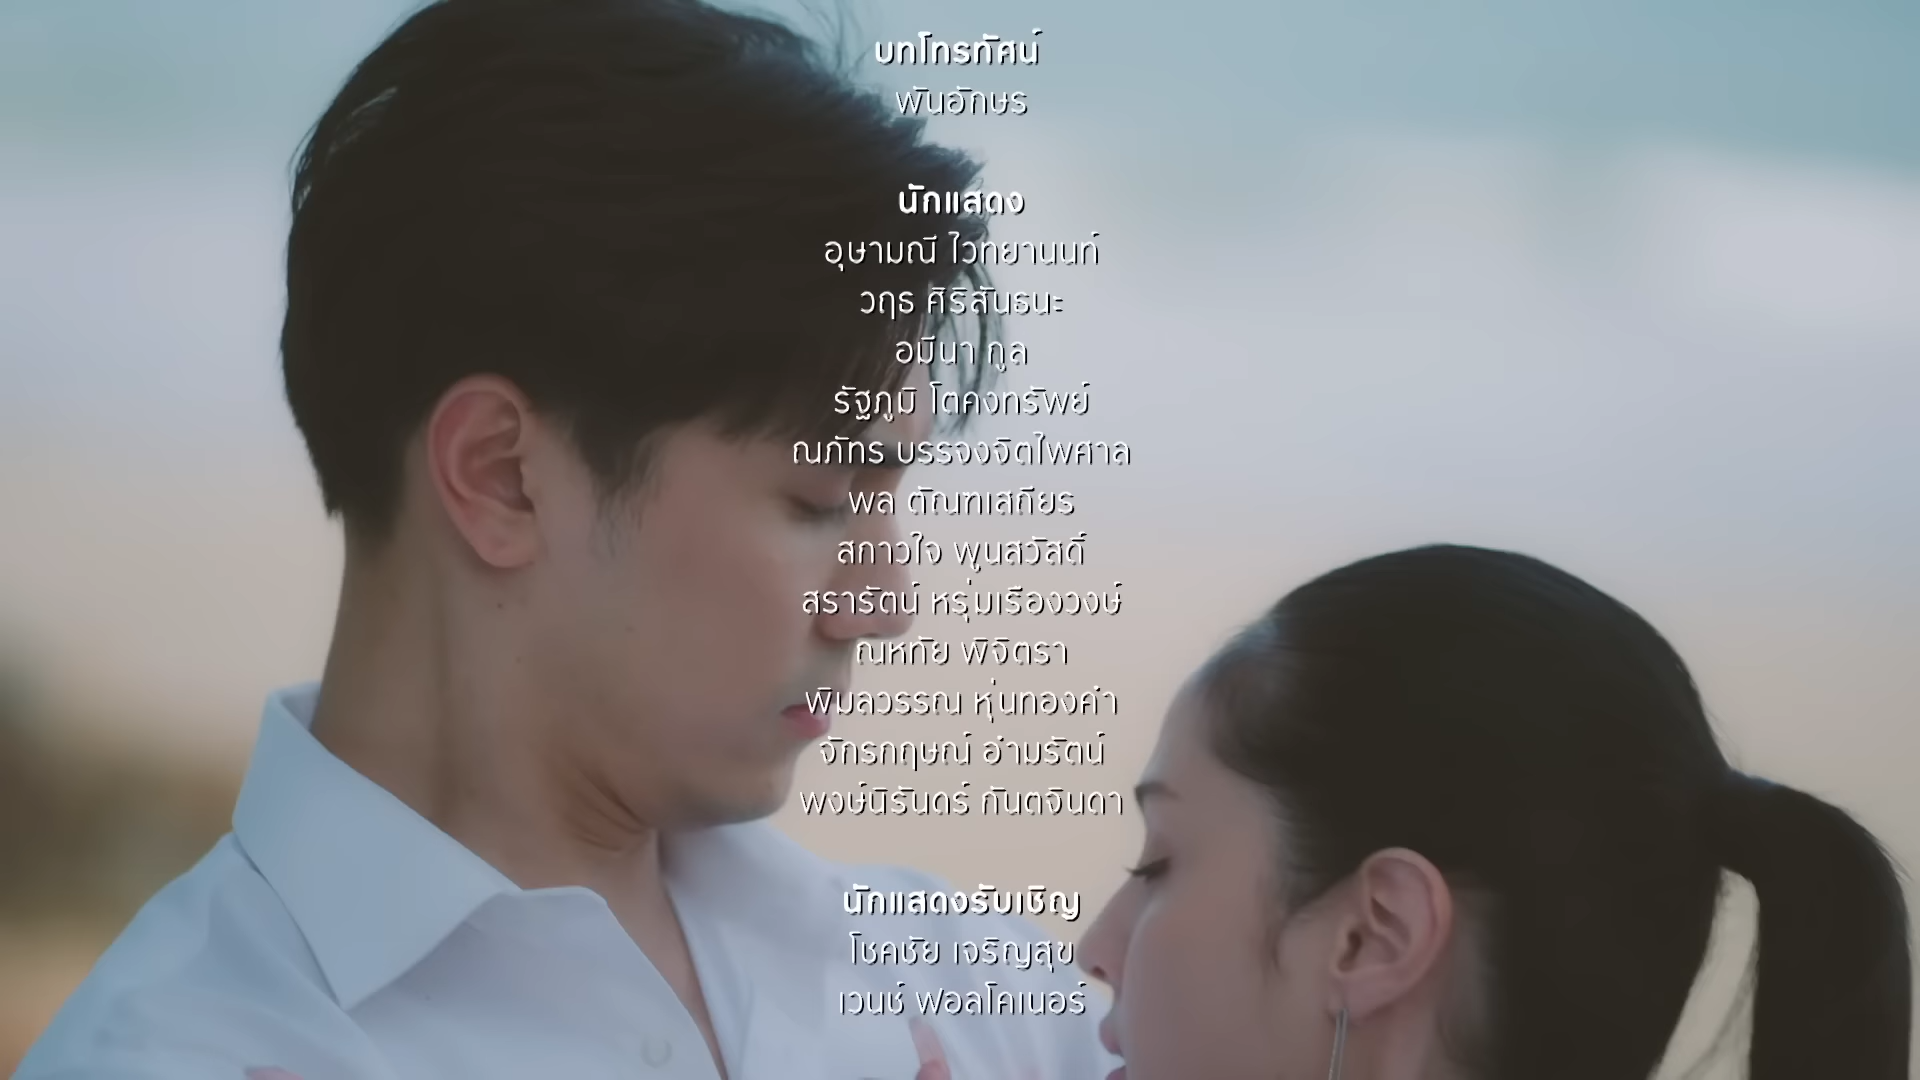 บทโทรทัศน์
พันอักษร
นักแสดง
อุษามณี ไวทยานนท์
วฤธ ศิริสันธนะ
อมีนา กูล
รัฐภูมิ โตคงทรัพย์
ณภัทร บรรจงจิตไพศาล
พล ตัณฑเสถียร
สกาวใจ พูนสวัสดิ์
สรารัตน์ หรุ่มเรืองวงษ์
ณหทัย พิจิตรา
พิมลวรรณ หุ่นทองคำ
จักรกฤษณ์ อำมรัตน์
พงษ์นิรันดร์ กันตจินดา
นักแสดงรับเชิญ
โชคชัย เจริญสุข
เวนช์ ฟอลโคเนอร์